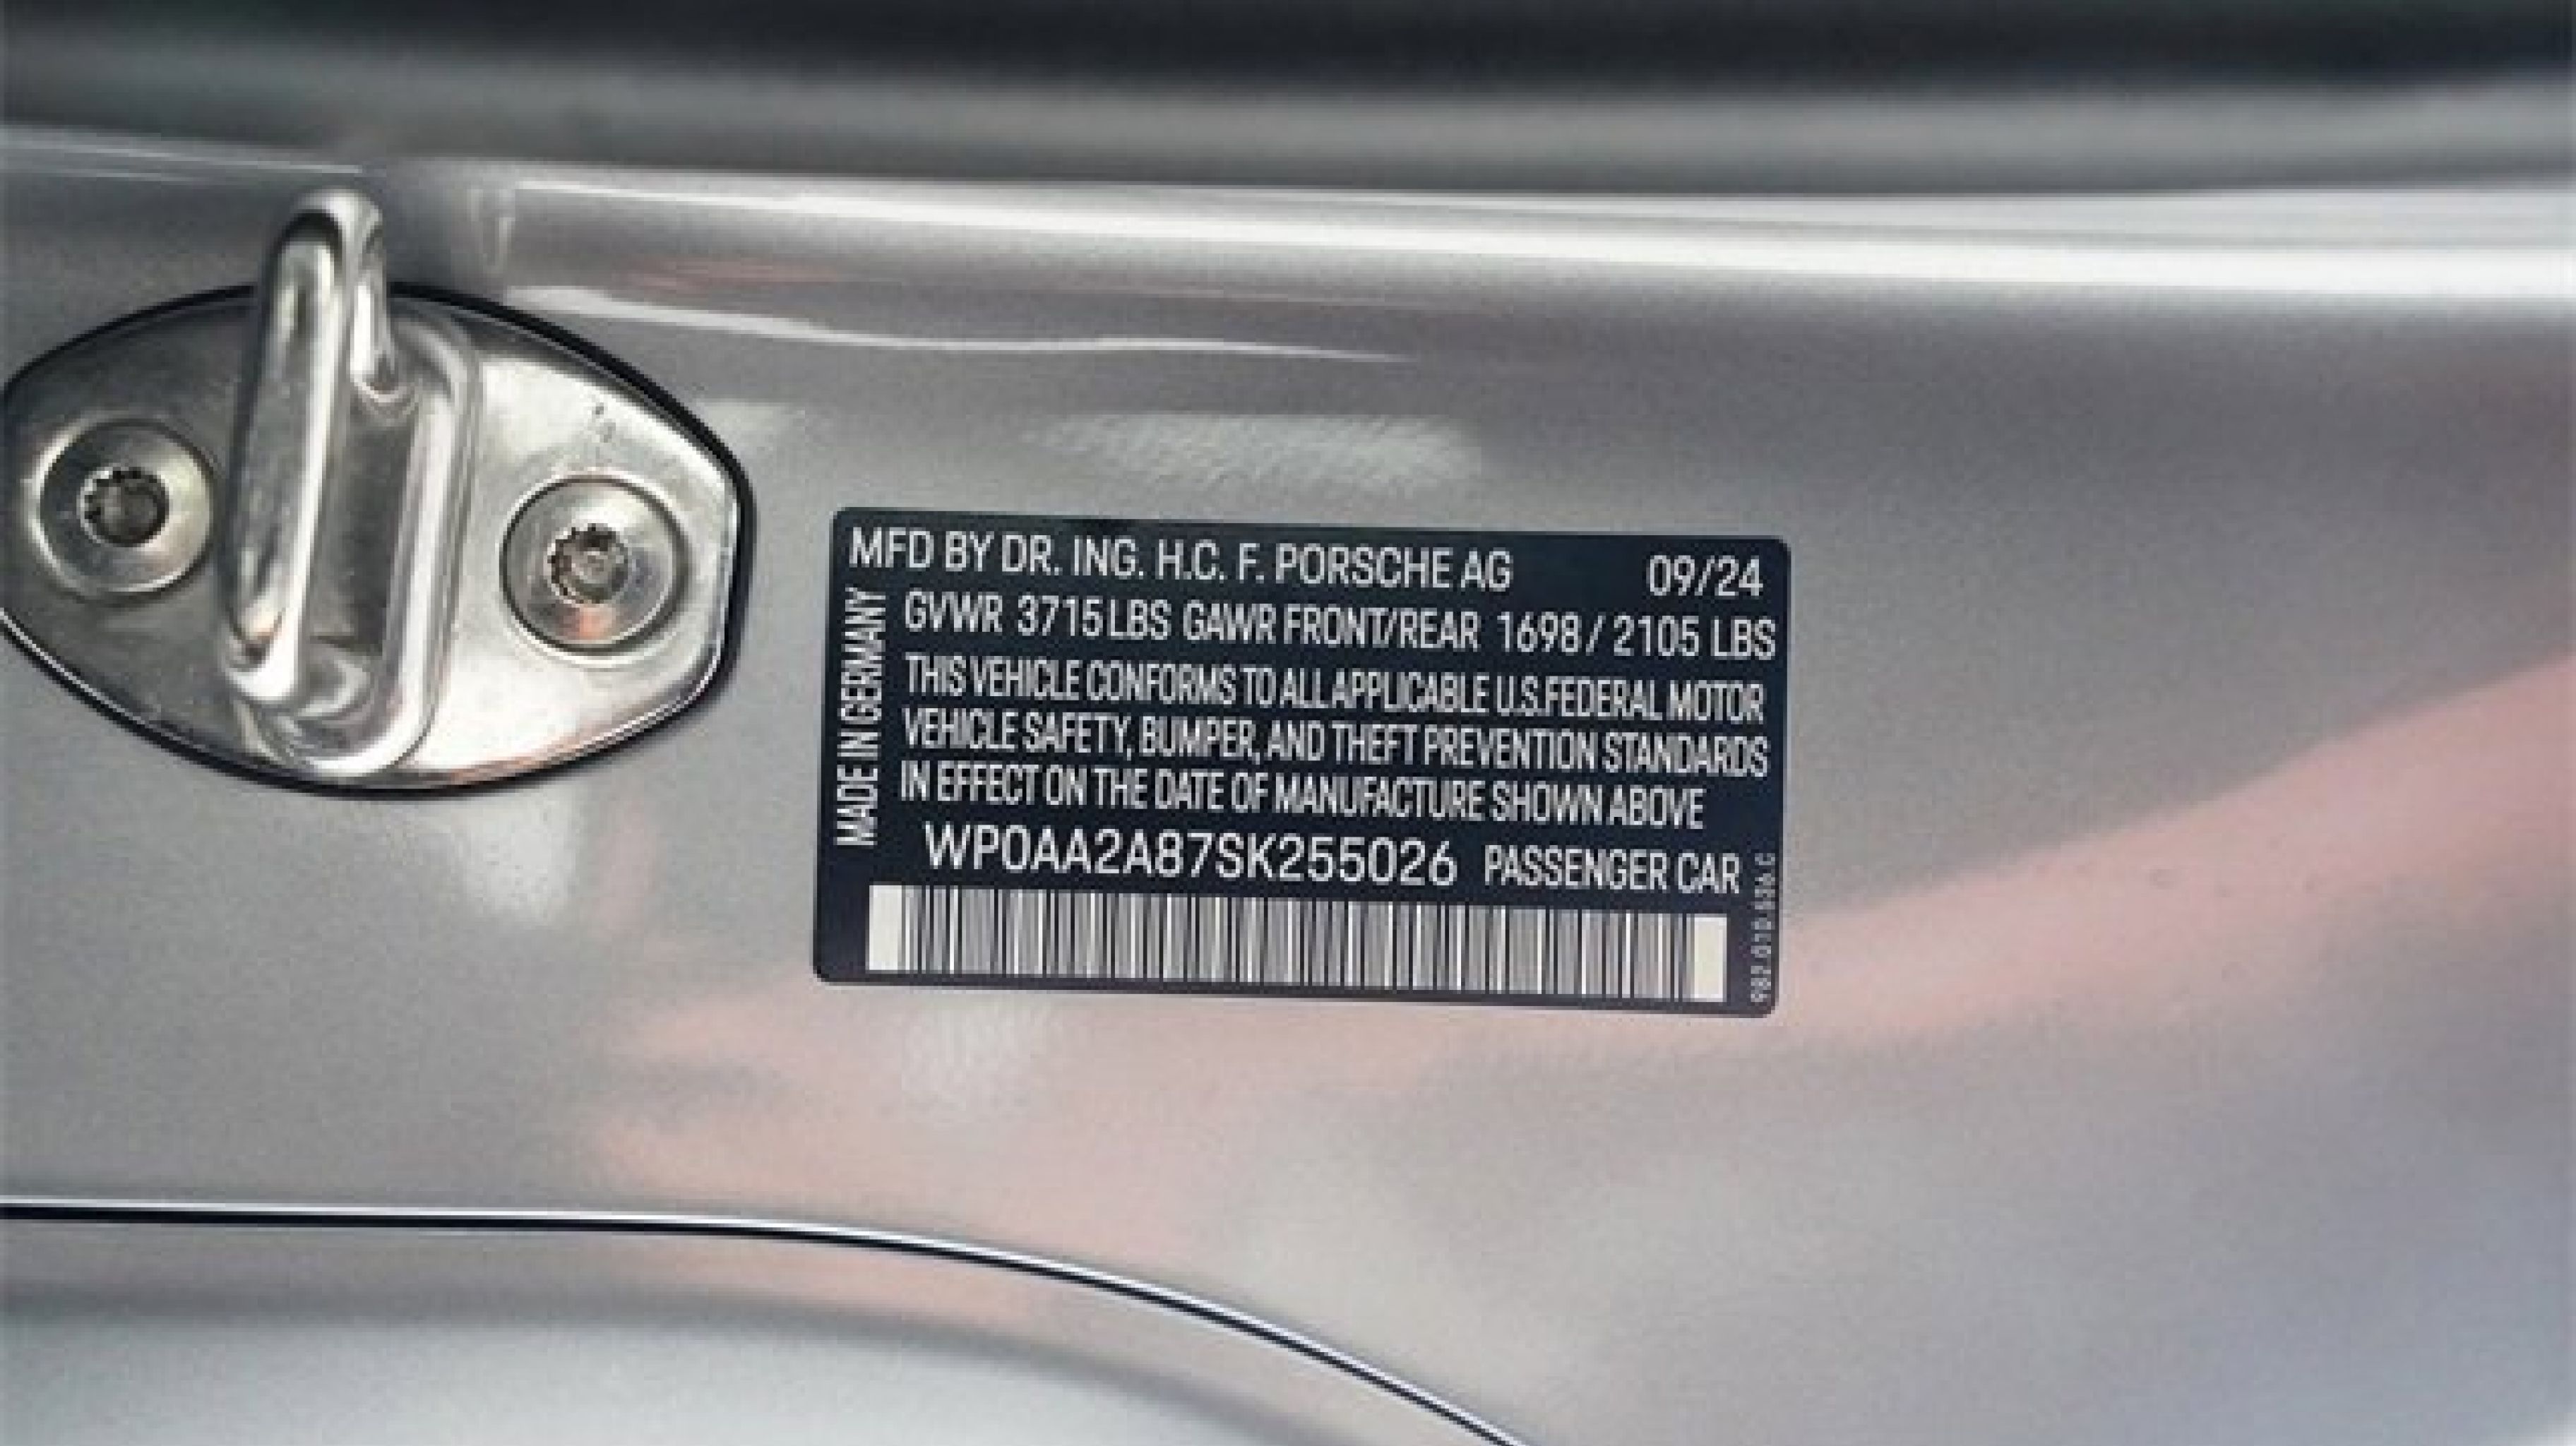 MFD BY DR. ING. H.C. F. PORSCHE AG 09/24
GVWR 3715 LBS GAWR FRONT/REAR 1698 / 2105 LBS
THIS VEHICLE CONFORMS TO ALL APPLICABLE U.S. FEDERAL MOTOR
VEHICLE SAFETY, BUMPER, AND THEFT PREVENTION STANDARDS
IN EFFECT ON THE DATE OF MANUFACTURE SHOWN ABOVE
WP0AA2A87SK255026 PASSENGER CAR
MADE IN GERMANY